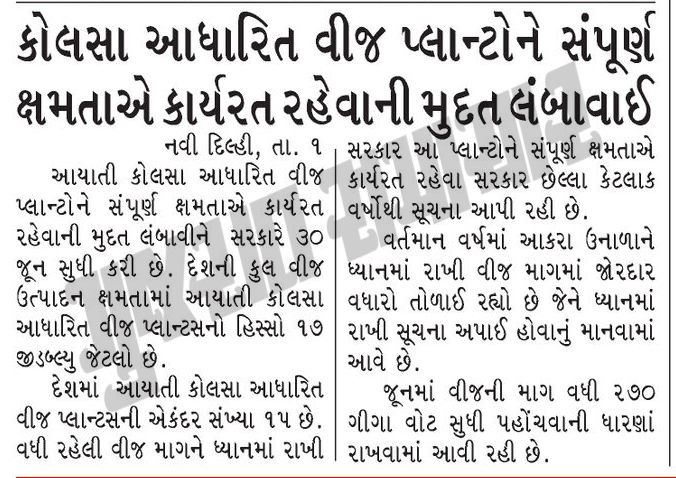 કોલસા આધારિત વીજ પ્લાન્ટોને સંપૂર્ણ
ક્ષમતાએ કાર્યરત રહેવાની મુદત લંબાવાઈ
નવી દિલ્હી, તા. ૧
આયાતી કોલસા આધારિત વીજ
પ્લાન્ટોને સંપૂર્ણ ક્ષમતાએ કાર્યરત
રહેવાની મુદત લંબાવીને સરકારે ૩૦
જૂન સુધી કરી છે. દેશની કુલ વીજ
ઉત્પાદન ક્ષમતામાં આયાતી કોલસા
આધારિત વીજ પ્લાન્ટસનો હિસ્સો ૧૭
જીડબ્લ્યુ જેટલો છે.
દેશમાં આયાતી કોલસા આધારિત
વીજ પ્લાન્ટસની એકંદર સંખ્યા ૧૫ છે.
વધી રહેલી વીજ માગને ધ્યાનમાં રાખી
સરકાર આ પ્લાન્ટોને સંપૂર્ણ ક્ષમતાએ
કાર્યરત રહેવા સરકાર છેલ્લા કેટલાક
વર્ષોથી સૂચના આપી રહી છે.
વર્તમાન વર્ષમાં આકરા ઉનાળાને
ધ્યાનમાં રાખી વીજ માગમાં જોરદાર
વધારો તોળાઈ રહ્યો છે જેને ધ્યાનમાં
રાખી સૂચના અપાઈ હોવાનું માનવામાં
આવે છે.
જૂનમાં વીજની માગ વધી ૨૭૦
ગીગા વોટ સુધી પહોંચવાની ધારણાં
રાખવામાં આવી રહી છે.
ગુજરાત સમાચાર